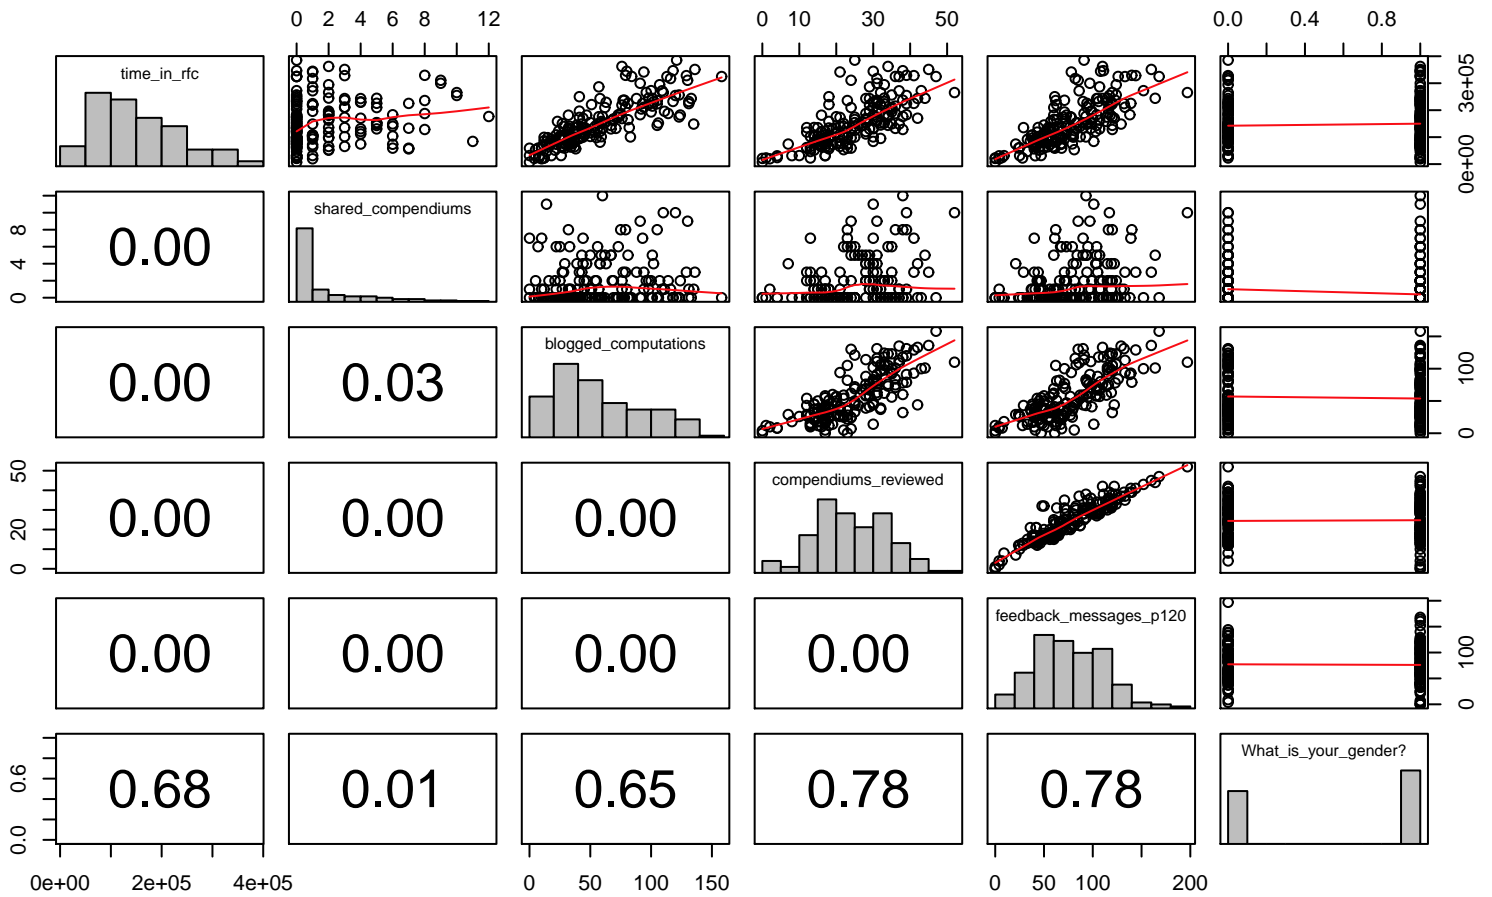 0 2 4 6 8 12 0 10 30 50 0.0 0.4 0.8
time_in_rfc
0e+00 3e+05
0 4 8
0.00
shared_compendiums
0.00
0.03
blogged_computations
0 100
0 20 50
0.00
0.00
0.00
compendiums_reviewed
0.00
0.00
0.00
0.00
feedback_messages_p120
0 100
0.0 0.6
0.68
0.01
0.65
0.78
0.78
What_is_your_gender?
0e+00 2e+05 4e+05 0 50 100 150 0 50 100 200